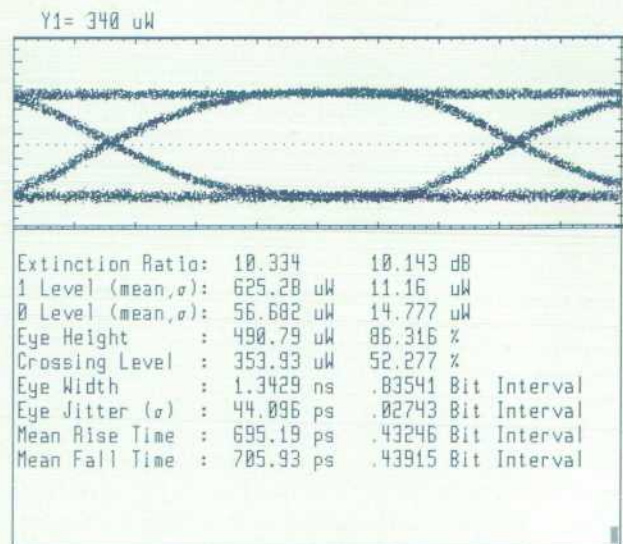 Y1= 340 uW
Extinction Ratio: 10.334 10.143 dB
1 Level (mean,σ): 625.28 uW 11.16 uW
0 Level (mean,σ): 56.682 uW 14.777 uW
Eye Height : 490.79 uW 86.316 %
Crossing Level : 353.93 uW 52.277 %
Eye Width : 1.3429 ns .83541 Bit Interval
Eye Jitter (σ) : 44.096 ps .02743 Bit Interval
Mean Rise Time : 695.19 ps .43246 Bit Interval
Mean Fall Time : 705.93 ps .43915 Bit Interval